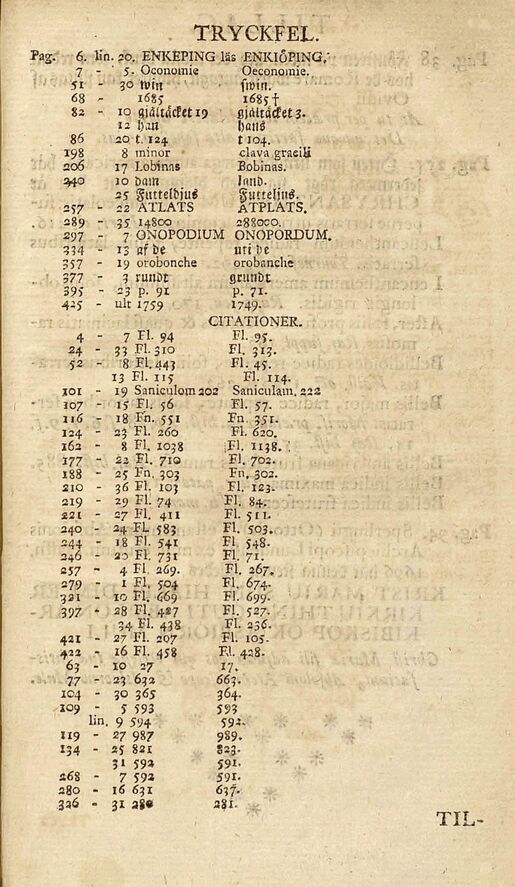 TRYCKFEL.
Pag. 6. lin. 20. ENKEPING läs ENKIÖPING.
7 - 5. Oconomie Oeconomie.
51 - 30 win swin.
68 - 1685 1685 †
82 - 10 gjältäcket 19 gjältäcket 3.
12 han hans
86 20 t. 124 t 104.
198 8 minor clava gracili
206 17 Lobinas Bobinas.
240 10 dam land.
25 Futteldjus Futteljus.
257 - 22 ATLATS ATPLATS.
289 - 35 14800 288000.
297 - 7 ONOPODIUM ONOPORDUM.
334 - 13 af de uti de
357 - 19 orobonche orobanche
377 - 3 rundt grundt
395 - 23 p. 91 p. 71.
425 - ult 1759 1749.
CITATIONER.
4 - 7 Fl. 94 Fl. 95.
24 - 33 Fl. 310 Fl. 313.
52 8 Fl. 443 Fl. 45.
13 Fl. 115 Fl. 114.
101 - 19 Saniculom 202 Saniculam. 222
107 15 Fl. 56 Fl. 57.
116 - 18 Fn. 551 Fn. 351.
124 - 23 Fl. 260 Fl. 620.
162 - 8 Fl. 1038 Fl. 1138.
177 - 22 Fl. 710 Fl. 702.
188 - 25 Fn. 303 Fn. 302.
210 - 36 Fl. 103 Fl. 123.
219 - 29 Fl. 74 Fl. 84.
221 - 27 Fl. 411 Fl. 511.
240 - 24 Fl. 583 Fl. 503.
244 - 18 Fl. 541 Fl 548.
246 - 20 Fl. 731 Fl. 71.
257 - 4 Fl. 269. Fl. 267.
279 1 Fl. 504 Fl. 674.
321 - 10 Fl. 669 Fl. 699.
397 - 28 Fl. 427 Fl. 527.
34 Fl. 438 Fl. 236.
421 - 27 Fl. 207 Fl. 105.
422 - 16 Fl. 458 Fl. 428.
63 - 10 27 17.
77 - 23 632 663.
104 - 30 365 364.
109 - 5 593 593
lin. 9 594 592.
119 - 27 987 989.
134 - 25 821 823.
31 592 591.
268 - 7 592 591.
280 - 16 631 637.
326 - 31 280 281.
TIL-